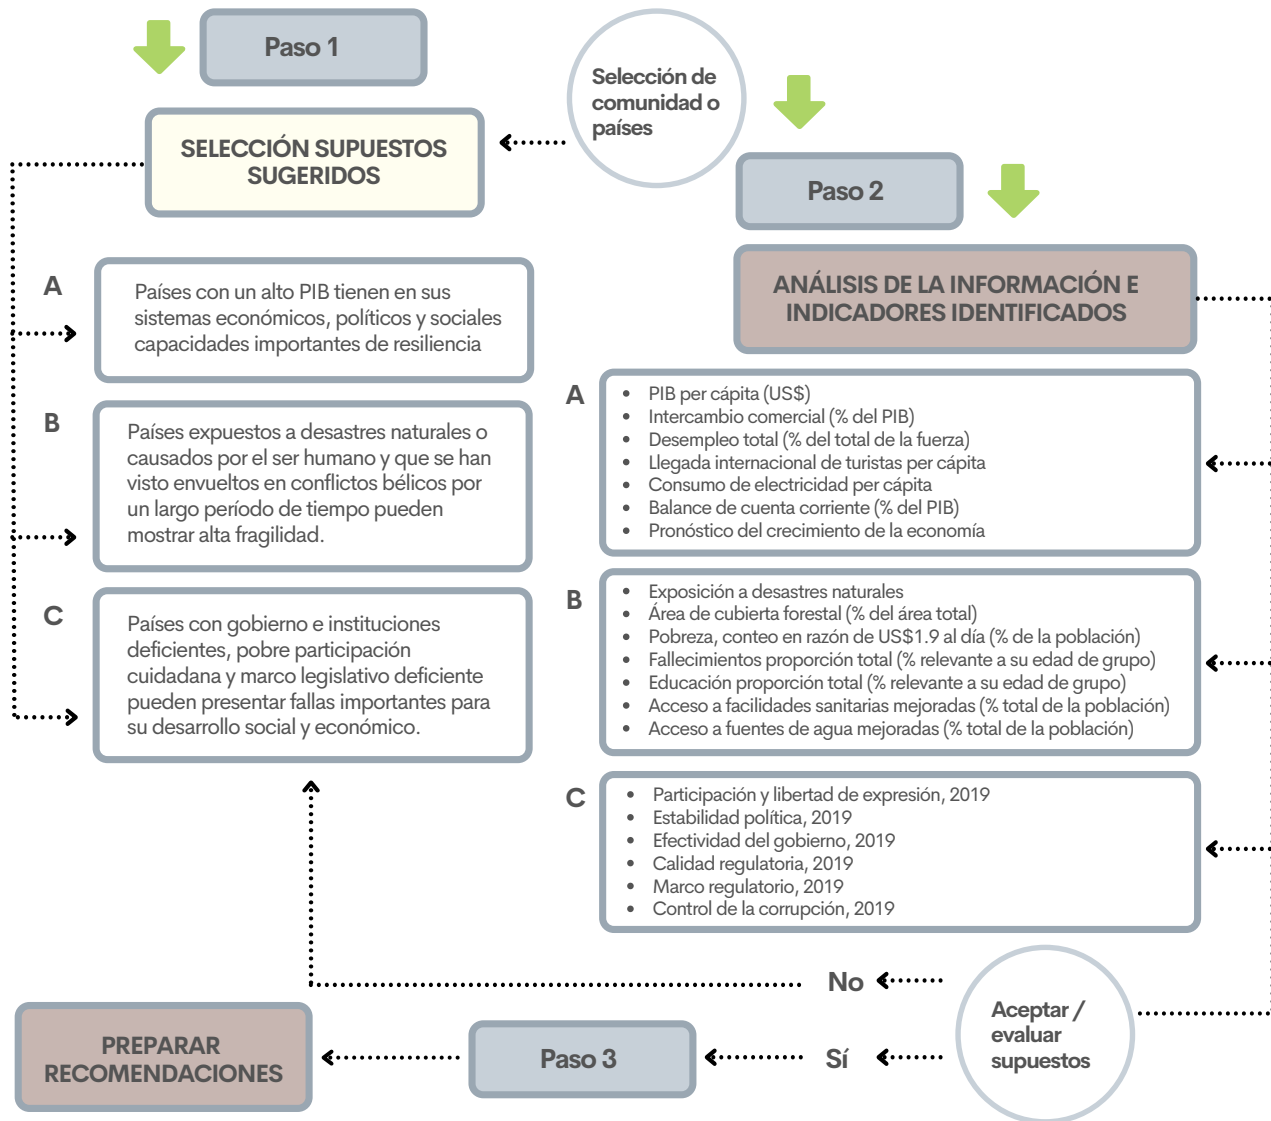 Paso 1
Selección de
comunidad o
países
SELECCIÓN SUPUESTOS
SUGERIDOS
A
Países con un alto PIB tienen en sus
sistemas económicos, políticos y sociales
capacidades importantes de resiliencia
B
Países expuestos a desastres naturales o
causados por el ser humano y que se han
visto envueltos en conflictos bélicos por
un largo período de tiempo pueden
mostrar alta fragilidad.
C
Países con gobierno e instituciones
deficientes, pobre participación
cuidadana y marco legislativo deficiente
pueden presentar fallas importantes para
su desarrollo social y económico.
Paso 2
ANÁLISIS DE LA INFORMACIÓN E
INDICADORES IDENTIFICADOS
A
• PIB per cápita (US$)
• Intercambio comercial (% del PIB)
• Desempleo total (% del total de la fuerza)
• Llegada internacional de turistas per cápita
• Consumo de electricidad per cápita
• Balance de cuenta corriente (% del PIB)
• Pronóstico del crecimiento de la economía
B
• Exposición a desastres naturales
• Área de cubierta forestal (% del área total)
• Pobreza, conteo en razón de US$1.9 al día (% de la población)
• Fallecimientos proporción total (% relevante a su edad de grupo)
• Educación proporción total (% relevante a su edad de grupo)
• Acceso a facilidades sanitarias mejoradas (% total de la población)
• Acceso a fuentes de agua mejoradas (% total de la población)
C
• Participación y libertad de expresión, 2019
• Estabilidad política, 2019
• Efectividad del gobierno, 2019
• Calidad regulatoria, 2019
• Marco regulatorio, 2019
• Control de la corrupción, 2019
Aceptar /
evaluar
supuestos
No
Sí
Paso 3
PREPARAR
RECOMENDACIONES